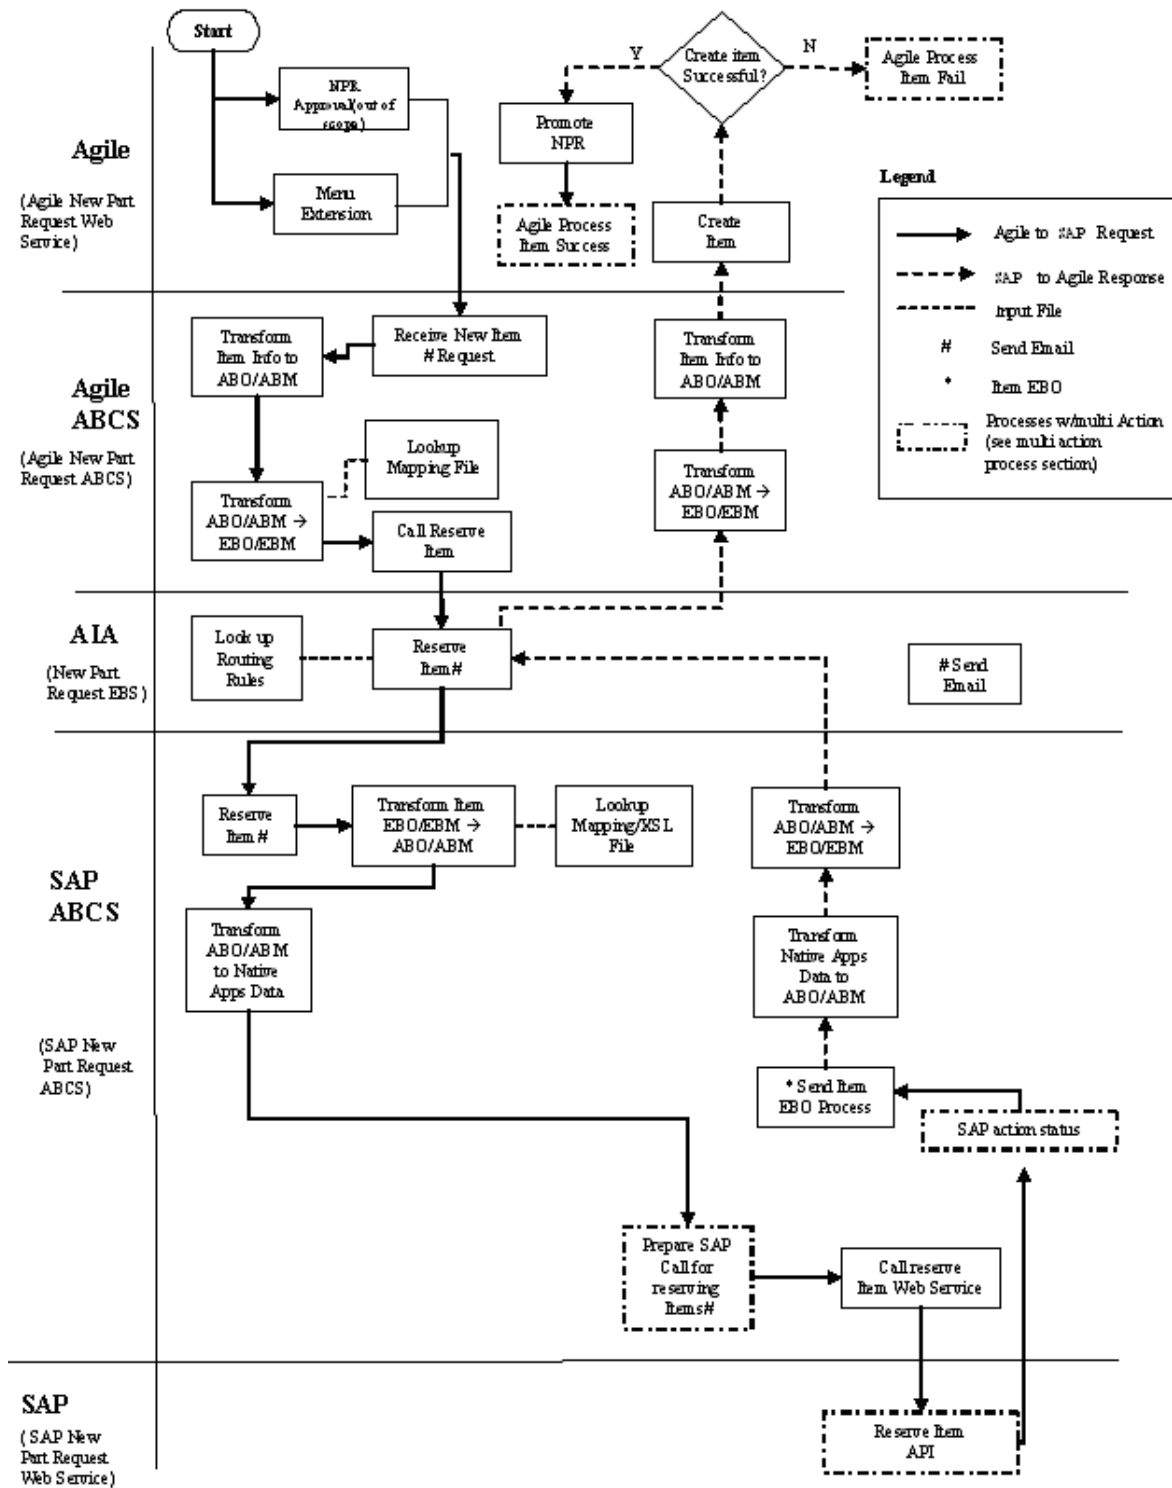 Start
NPR
Approval(out of
scope)
Menu
Extension
Agile
(Agile New Part
Request Web
Service)
Y
Create item
Successful?
N
Agile Process
Item Fail
Promote
NPR
Agile Process
Item Success
Create
Item
Legend
Agile to SAP Request
SAP to Agile Response
Input File
# Send Email
* Item EBO
Processes w/multi Action
(see multi action
process section)
Agile
ABCS
(Agile New Part
Request ABCS)
Transform
Item Info to
ABO/ABM
Receive New Item
# Request
Lookup
Mapping File
Transform
ABO/ABM →
EBO/EBM
Call Reserve
Item
Transform
Item Info to
ABO/ABM
Transform
ABO/ABM →
EBO/EBM
AIA
(New Part
Request EBS)
Look up
Routing
Rules
Reserve
Item #
# Send
Email
SAP
ABCS
(SAP New
Part Request
ABCS)
Reserve
Item #
Transform Item
EBO/EBM →
ABO/ABM
Lookup
Mapping/XSL
File
Transform
ABO/ABM
to Native
Apps Data
Transform
ABO/ABM →
EBO/EBM
Transform
Native Apps
Data to
ABO/ABM
* Send Item
EBO Process
SAP action status
Prepare SAP
Call for
reserving
Items#
Call reserve
Item Web Service
SAP
( SAP New
Part Request
Web Service)
Reserve Item
API